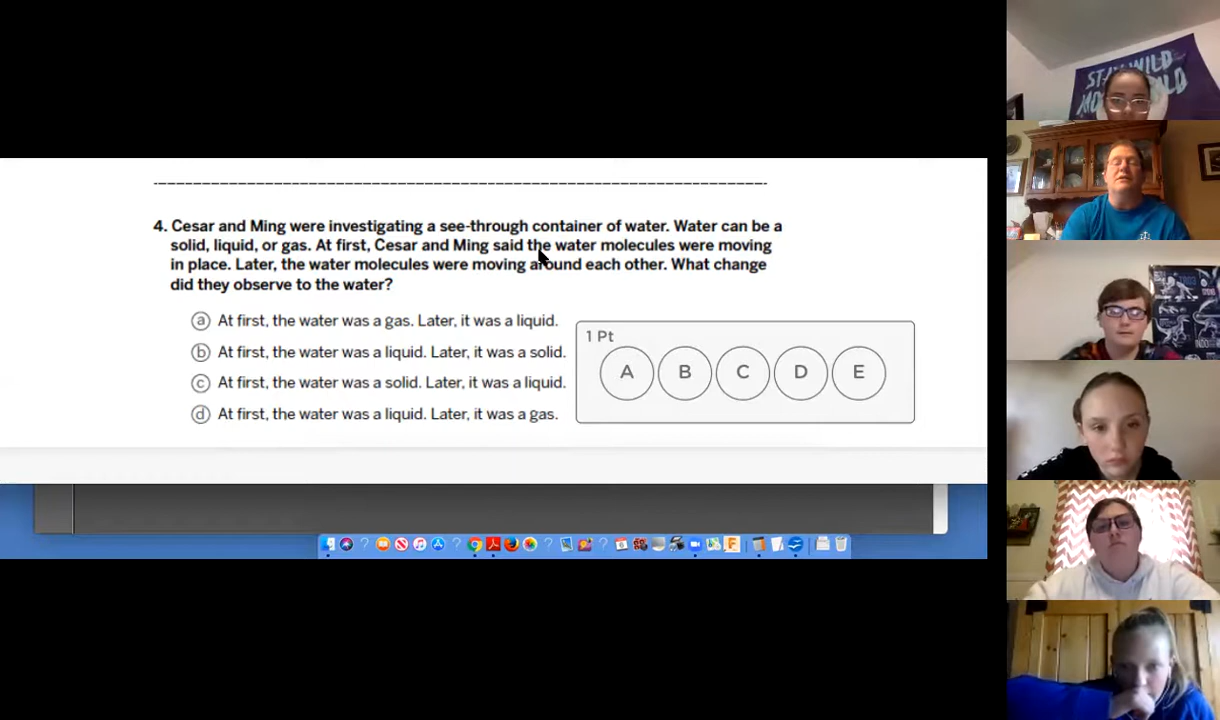 4. Cesar and Ming were investigating a see-through container of water. Water can be a
solid, liquid, or gas. At first, Cesar and Ming said the water molecules were moving
in place. Later, the water molecules were moving around each other. What change
did they observe to the water?
a At first, the water was a gas. Later, it was a liquid.
b At first, the water was a liquid. Later, it was a solid.
c At first, the water was a solid. Later, it was a liquid.
d At first, the water was a liquid. Later, it was a gas.
1 Pt
A B C D E
STAY WILD